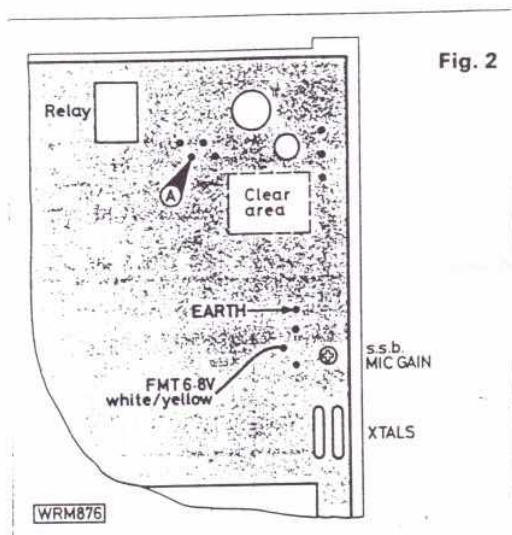 Fig. 2
Relay
A
Clear
area
EARTH
s.s.b.
MIC GAIN
FMT 6·8V
white/yellow
XTALS
WRM876